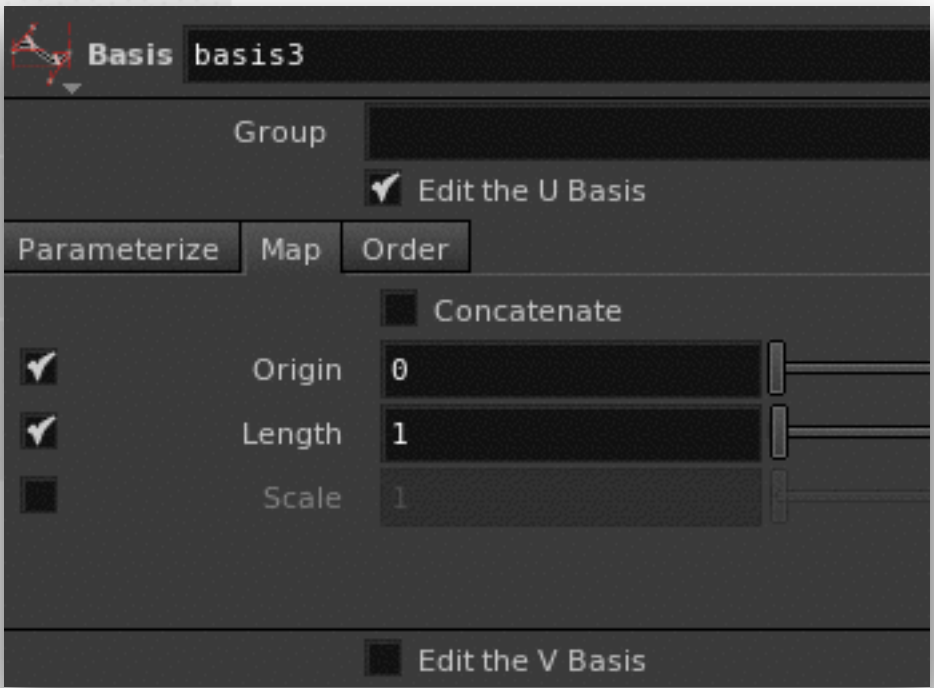 Basis basis3
Group
Edit the U Basis
Parameterize Map Order
Concatenate
Origin 0
Length 1
Scale 1
Edit the V Basis